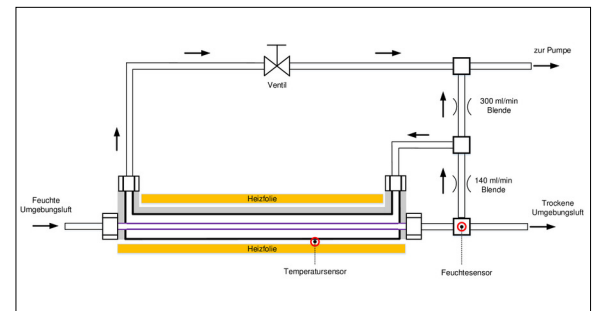 zur Pumpe
Ventil
300 ml/min
Blende
140 ml/min
Blende
Feuchte
Umgebungsluft
Heizfolie
Trockene
Umgebungsluft
Heizfolie
Temperatursensor
Feuchtesensor